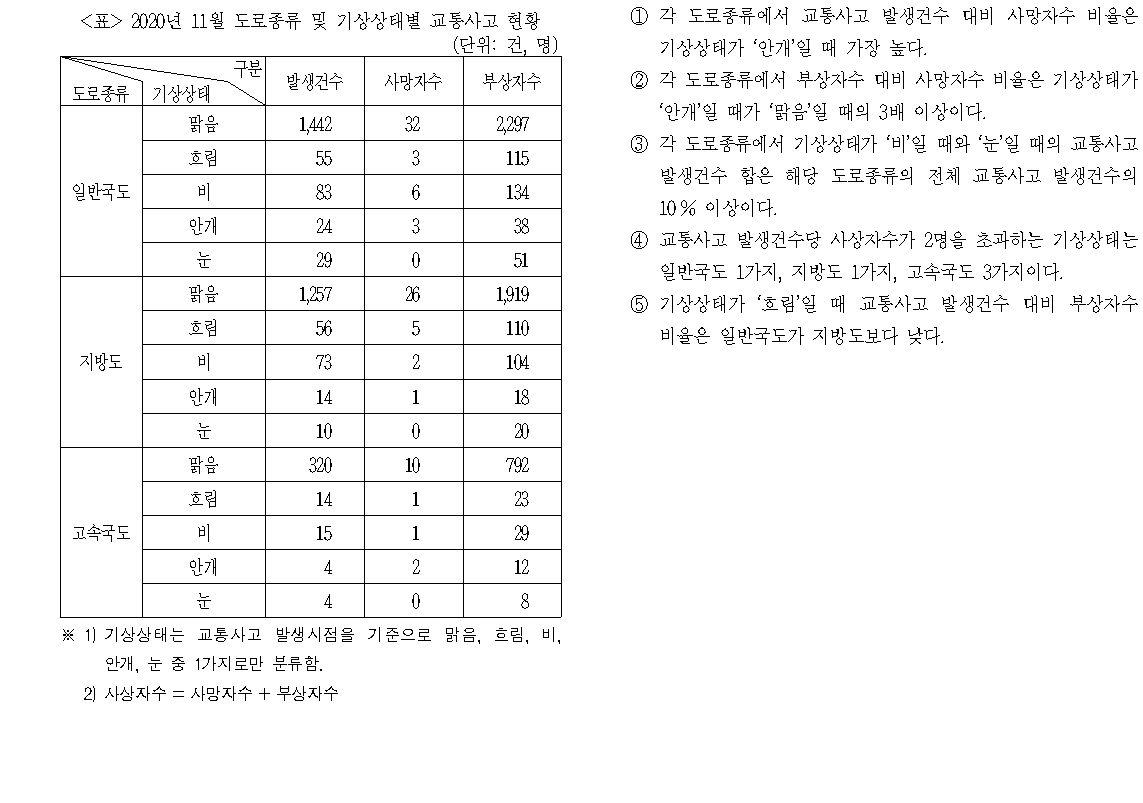 <표> 2020년 11월 도로종류 및 기상상태별 교통사고 현황
(단위: 건, 명)
구분
도로종류 기상상태 발생건수 사망자수 부상자수
일반국도 맑음 1,442 32 2,297
흐림 55 3 115
비 83 6 134
안개 24 3 38
눈 29 0 51
지방도 맑음 1,257 26 1,919
흐림 56 5 110
비 73 2 104
안개 14 1 18
눈 10 0 20
고속국도 맑음 320 10 792
흐림 14 1 23
비 15 1 29
안개 4 2 12
눈 4 0 8
※ 1) 기상상태는 교통사고 발생시점을 기준으로 맑음, 흐림, 비,
안개, 눈 중 1가지로만 분류함.
2) 사상자수 = 사망자수 + 부상자수
① 각 도로종류에서 교통사고 발생건수 대비 사망자수 비율은
기상상태가 ‘안개’일 때 가장 높다.
② 각 도로종류에서 부상자수 대비 사망자수 비율은 기상상태가
‘안개’일 때가 ‘맑음’일 때의 3배 이상이다.
③ 각 도로종류에서 기상상태가 ‘비’일 때와 ‘눈’일 때의 교통사고
발생건수 합은 해당 도로종류의 전체 교통사고 발생건수의
10% 이상이다.
④ 교통사고 발생건수당 사상자수가 2명을 초과하는 기상상태는
일반국도 1가지, 지방도 1가지, 고속국도 3가지이다.
⑤ 기상상태가 ‘흐림’일 때 교통사고 발생건수 대비 부상자수
비율은 일반국도가 지방도보다 낮다.